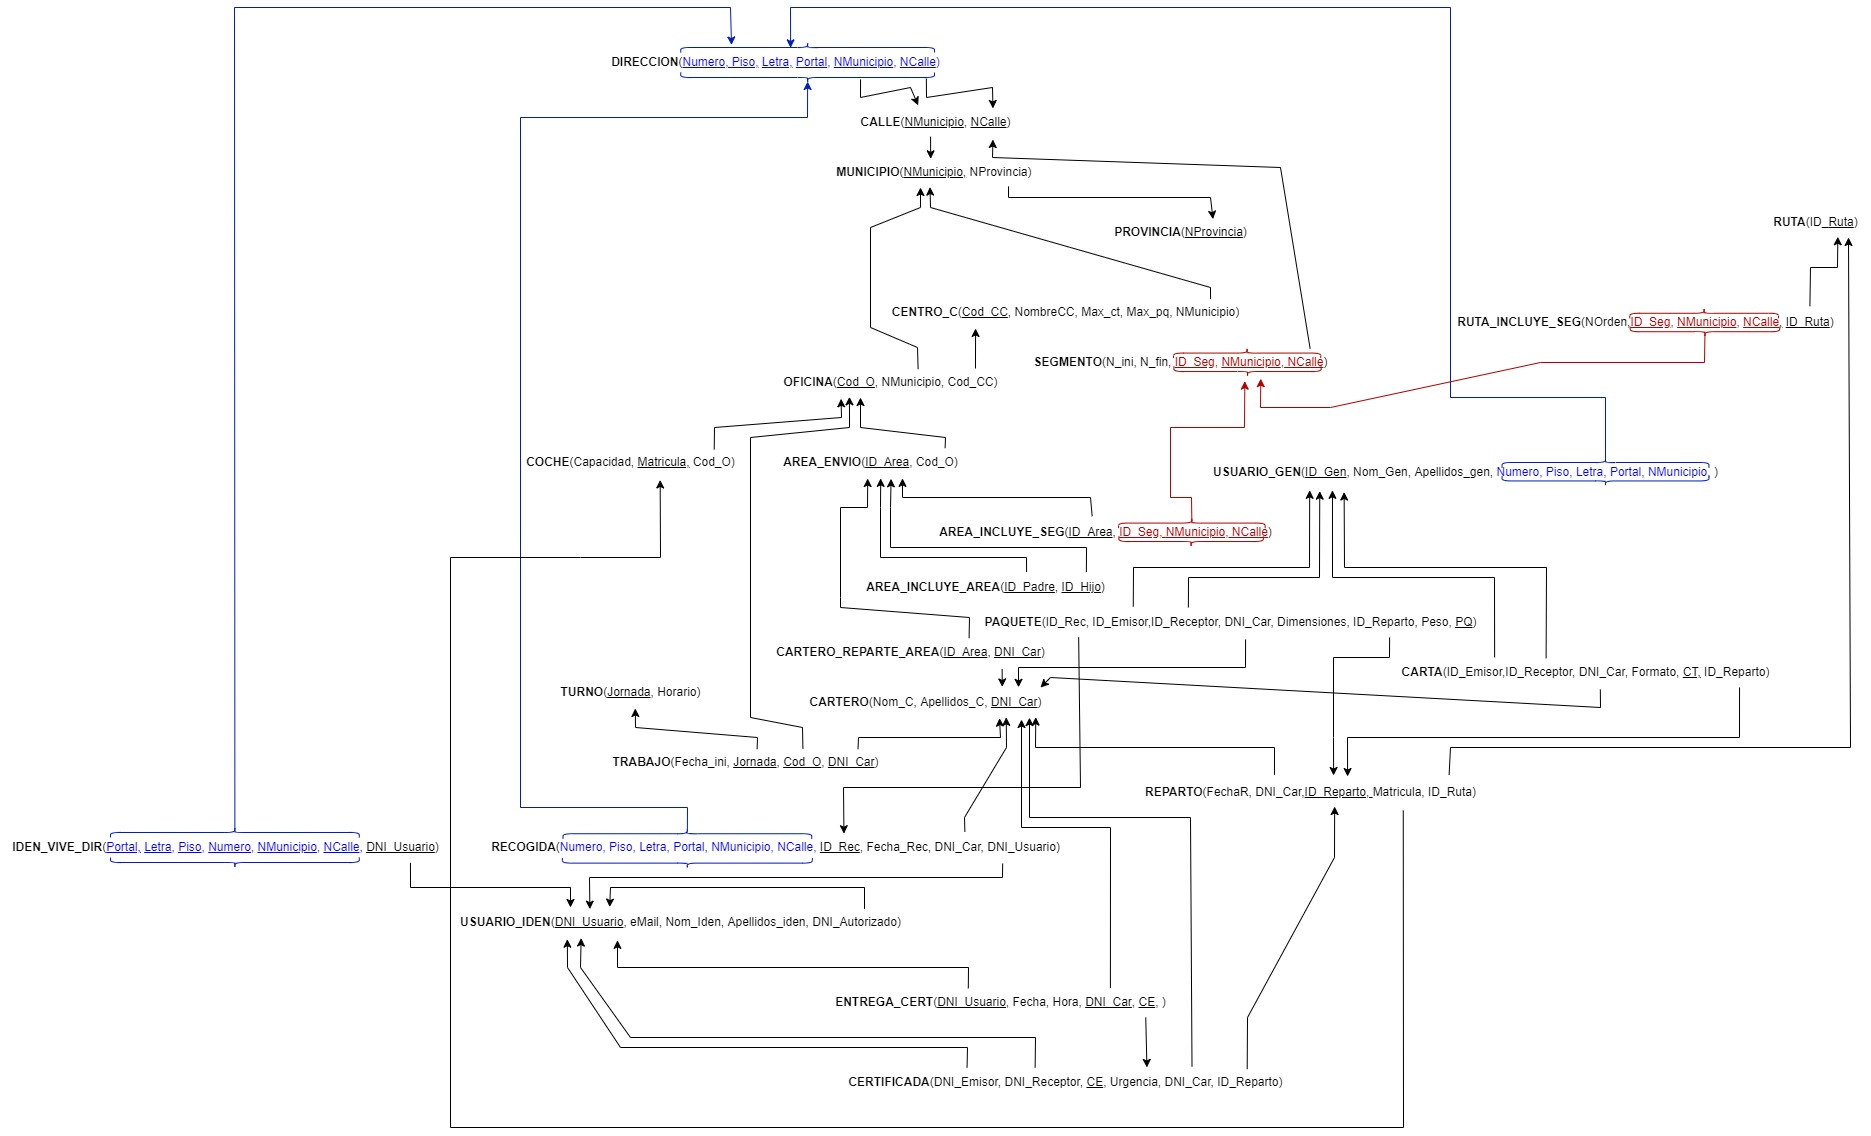 DIRECCION(Numero, Piso, Letra, Portal, NMunicipio, NCalle)
CALLE(NMunicipio, NCalle)
MUNICIPIO(NMunicipio, NProvincia)
RUTA(ID_Ruta)
PROVINCIA(NProvincia)
CENTRO_C(Cod_CC, NombreCC, Max_ct, Max_pq, NMunicipio)
RUTA_INCLUYE_SEG(NOrden,ID_Seg, NMunicipio, NCalle, ID_Ruta)
SEGMENTO(N_ini, N_fin, ID_Seg, NMunicipio, NCalle)
OFICINA(Cod_O, NMunicipio, Cod_CC)
COCHE(Capacidad, Matricula, Cod_O)
AREA_ENVIO(ID_Area, Cod_O)
USUARIO_GEN(ID_Gen, Nom_Gen, Apellidos_gen, Numero, Piso, Letra, Portal, NMunicipio, )
AREA_INCLUYE_SEG(ID_Area, ID_Seg, NMunicipio, NCalle)
AREA_INCLUYE_AREA(ID_Padre, ID_Hijo)
PAQUETE(ID_Rec, ID_Emisor,ID_Receptor, DNI_Car, Dimensiones, ID_Reparto, Peso, PQ)
CARTERO_REPARTE_AREA(ID_Area, DNI_Car)
CARTA(ID_Emisor,ID_Receptor, DNI_Car, Formato, CT, ID_Reparto)
TURNO(Jornada, Horario)
CARTERO(Nom_C, Apellidos_C, DNI_Car)
TRABAJO(Fecha_ini, Jornada, Cod_O, DNI_Car)
REPARTO(FechaR, DNI_Car,ID_Reparto, Matricula, ID_Ruta)
IDEN_VIVE_DIR(Portal, Letra, Piso, Numero, NMunicipio, NCalle, DNI_Usuario)
RECOGIDA(Numero, Piso, Letra, Portal, NMunicipio, NCalle, ID_Rec, Fecha_Rec, DNI_Car, DNI_Usuario)
USUARIO_IDEN(DNI_Usuario, eMail, Nom_Iden, Apellidos_iden, DNI_Autorizado)
ENTREGA_CERT(DNI_Usuario, Fecha, Hora, DNI_Car, CE, )
CERTIFICADA(DNI_Emisor, DNI_Receptor, CE, Urgencia, DNI_Car, ID_Reparto)